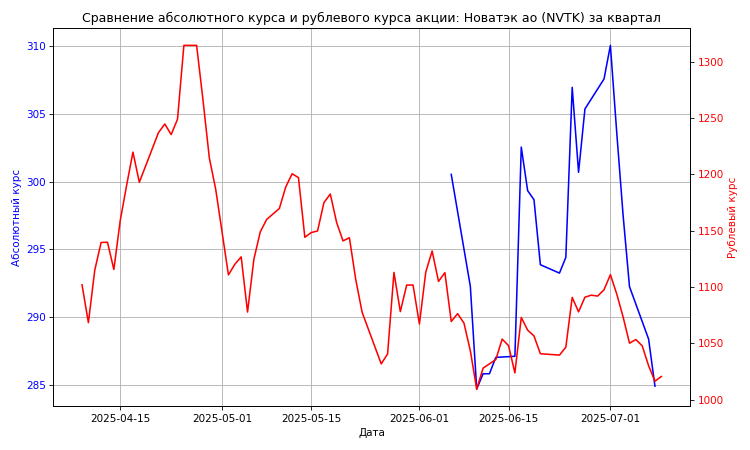 Сравнение абсолютного курса и рублевого курса акции: Новатэк ао (NVTK) за квартал
Абсолютный курс
310
305
300
295
290
285
Рублевый курс
1300
1250
1200
1150
1100
1050
1000
2025-04-15 2025-05-01 2025-05-15 2025-06-01 2025-06-15 2025-07-01
Дата